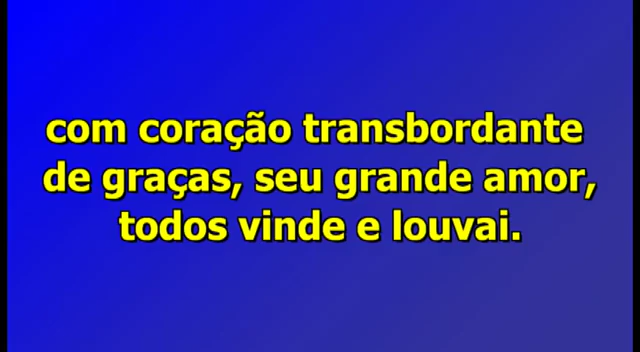 com coração transbordante
de graças, seu grande amor,
todos vinde e louvai.